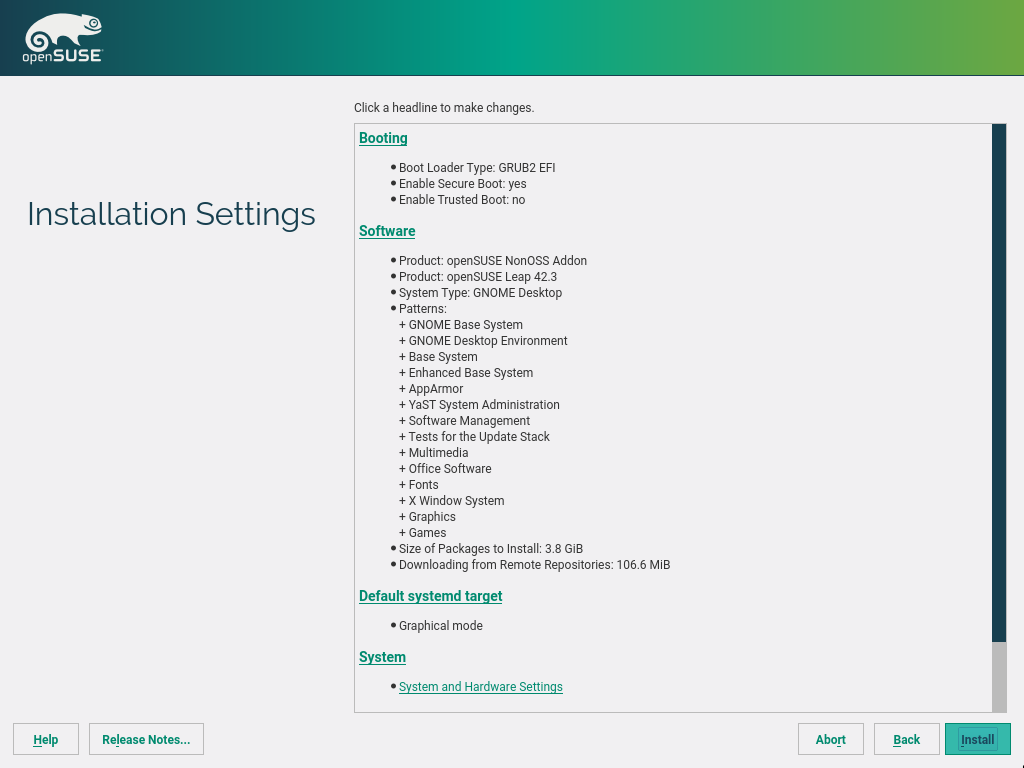 openSUSE
Click a headline to make changes.
Installation Settings
Booting
• Boot Loader Type: GRUB2 EFI
• Enable Secure Boot: yes
• Enable Trusted Boot: no
Software
• Product: openSUSE NonOSS Addon
• Product: openSUSE Leap 42.3
• System Type: GNOME Desktop
• Patterns:
+ GNOME Base System
+ GNOME Desktop Environment
+ Base System
+ Enhanced Base System
+ AppArmor
+ YaST System Administration
+ Software Management
+ Tests for the Update Stack
+ Multimedia
+ Office Software
+ Fonts
+ X Window System
+ Graphics
+ Games
• Size of Packages to Install: 3.8 GiB
• Downloading from Remote Repositories: 106.6 MiB
Default systemd target
• Graphical mode
System
• System and Hardware Settings
Help Release Notes... Abort Back Install